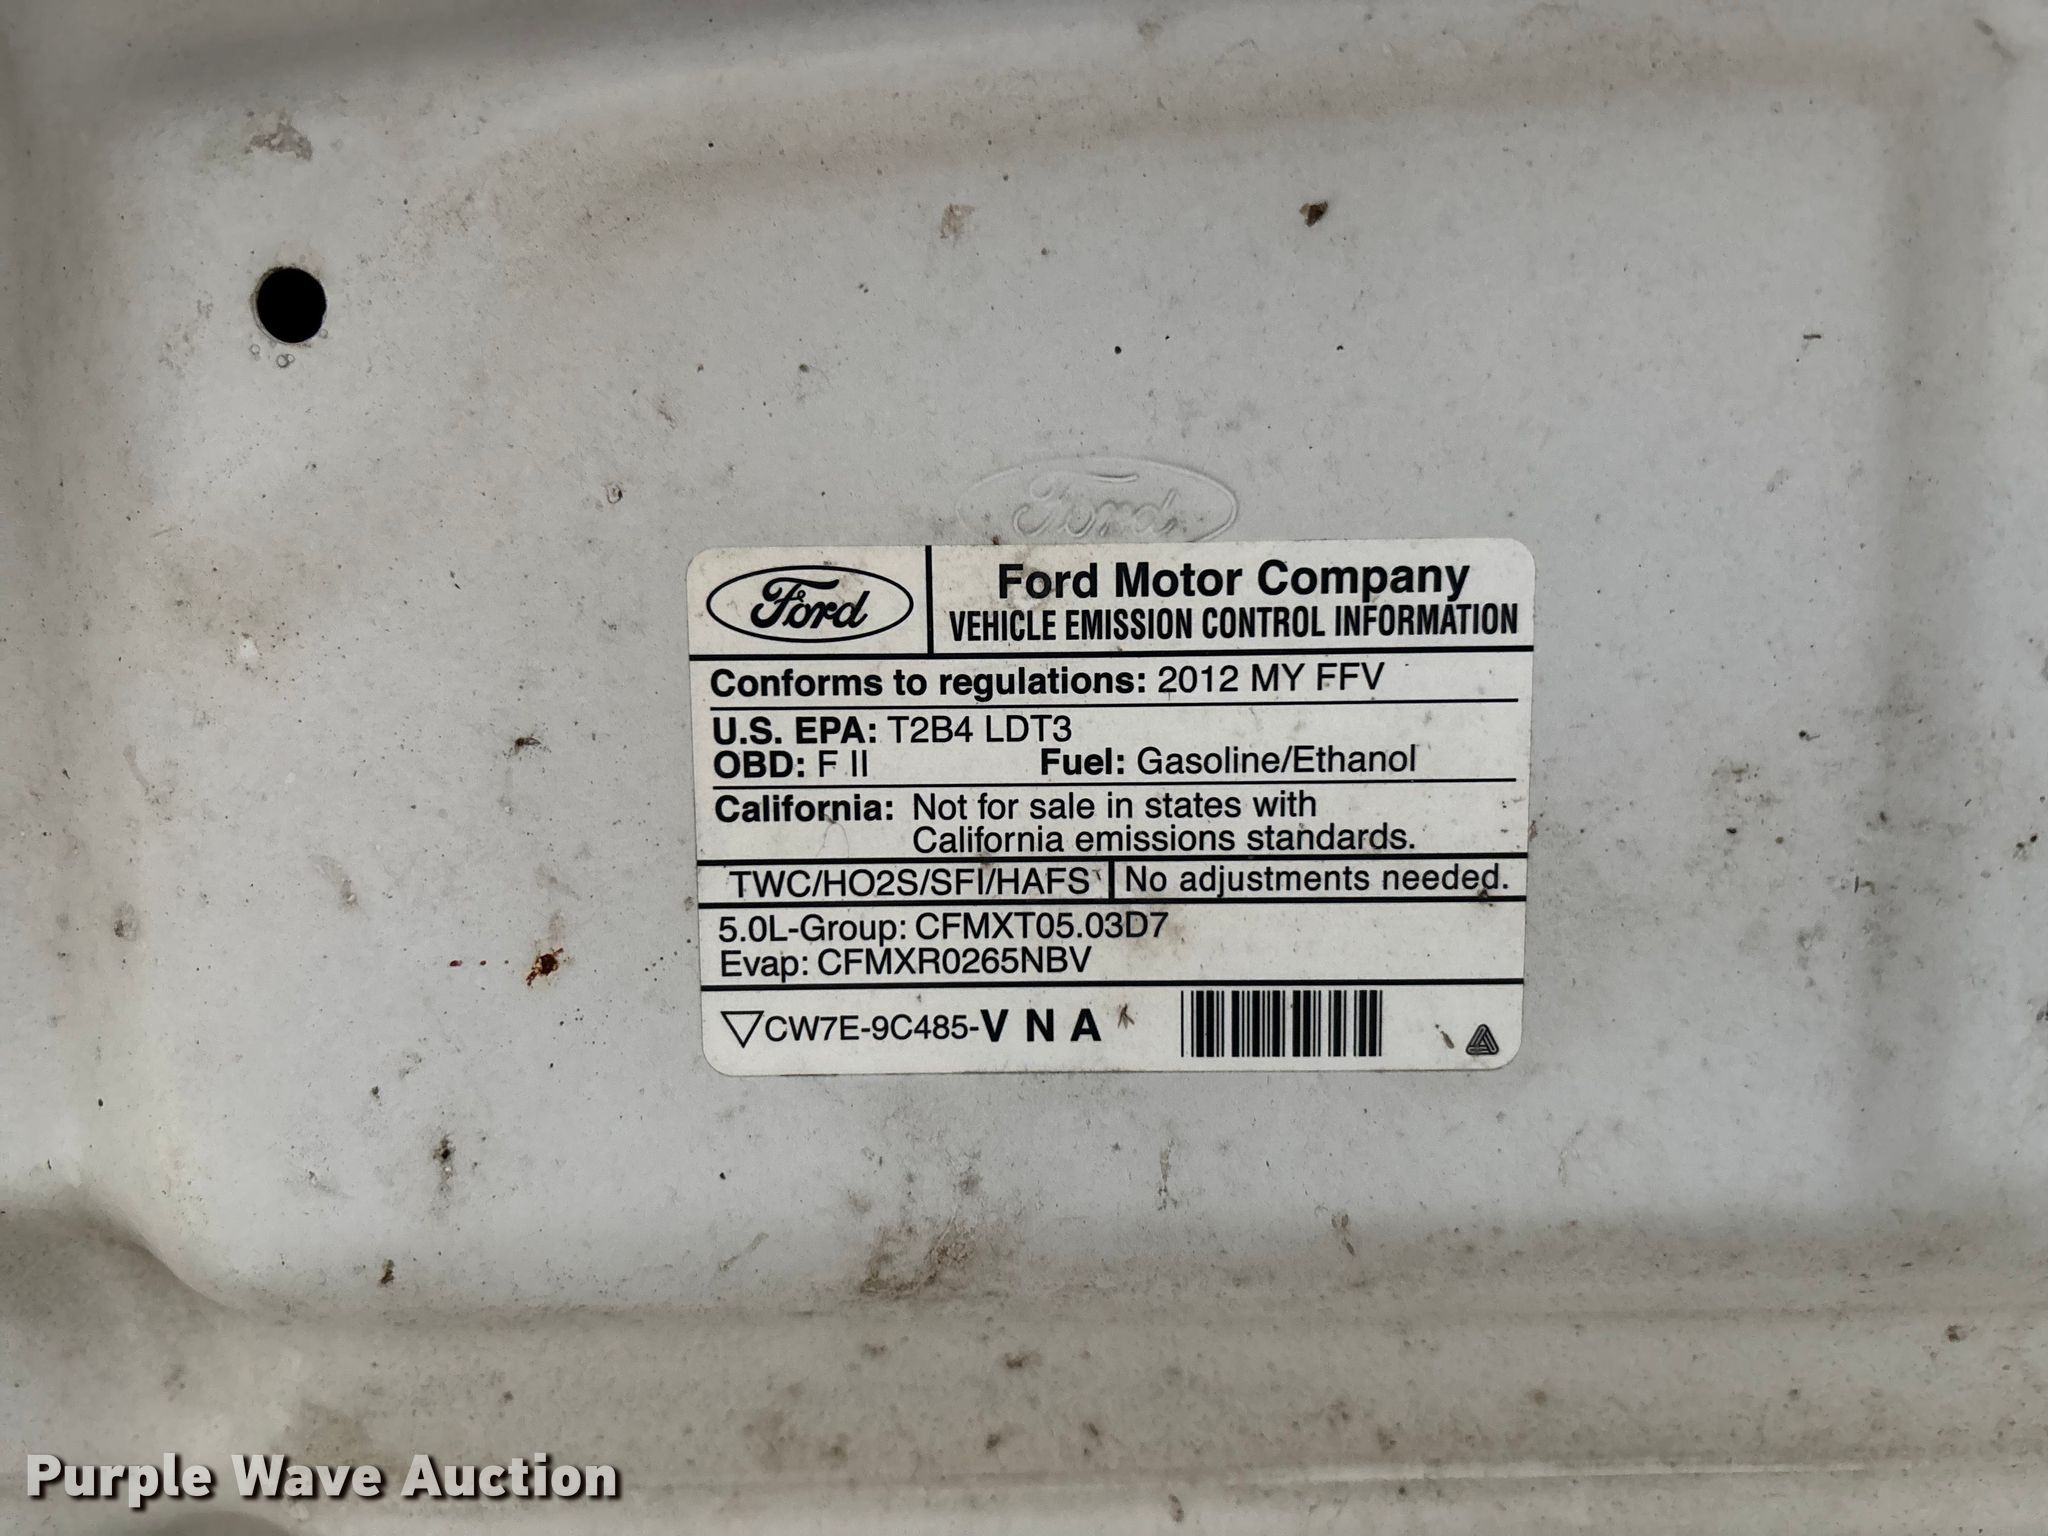 Ford
Ford
Ford Motor Company
VEHICLE EMISSION CONTROL INFORMATION
Conforms to regulations: 2012 MY FFV
U.S. EPA: T2B4 LDT3
OBD: F II Fuel: Gasoline/Ethanol
California: Not for sale in states with
California emissions standards.
TWC/HO2S/SFI/HAFS No adjustments needed.
5.0L-Group: CFMXT05.03D7
Evap: CFMXR0265NBV
CW7E-9C485-V N A
Purple Wave Auction